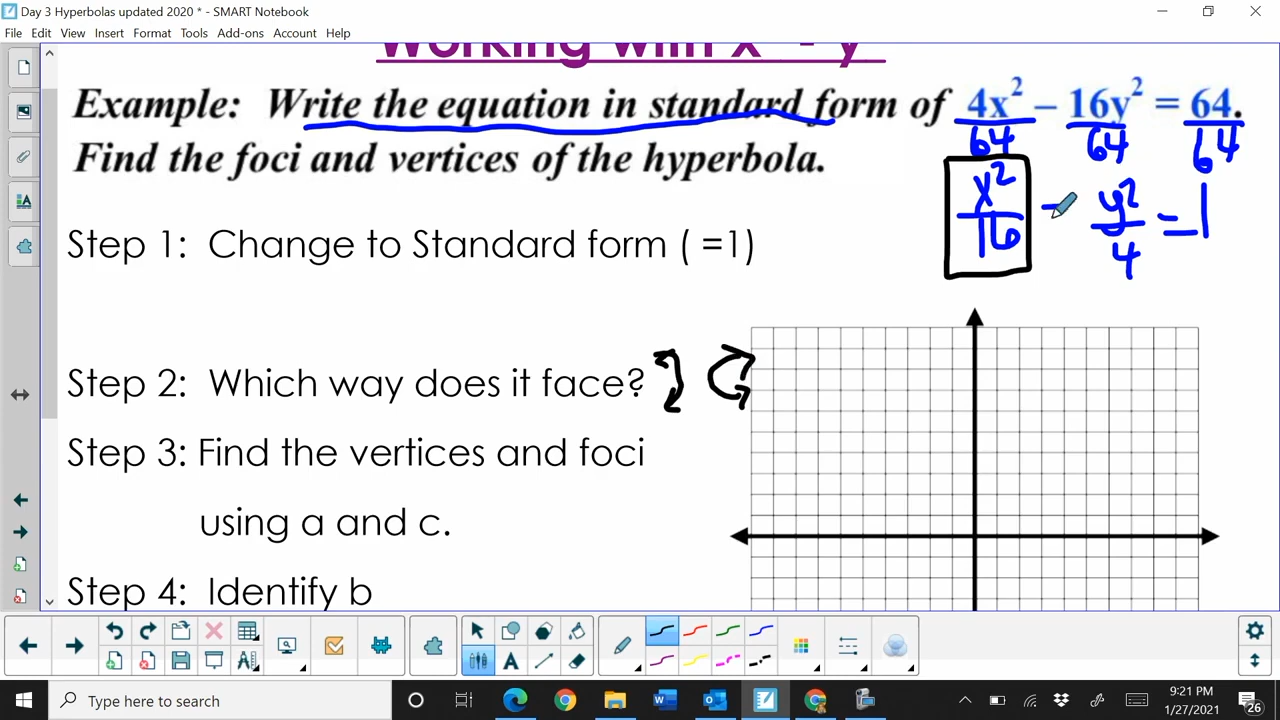 Day 3 Hyperbolas updated 2020 * - SMART Notebook
File Edit View Insert Format Tools Add-ons Account Help
Working with x - y
Example: Write the equation in standard form of 4x² – 16y² = 64.
64 64 64
Find the foci and vertices of the hyperbola.
x²/16 - y²/4 = 1
Step 1: Change to Standard form ( =1)
Step 2: Which way does it face?
Step 3: Find the vertices and foci
using a and c.
Step 4: Identify b
Type here to search
9:21 PM
1/27/2021
26